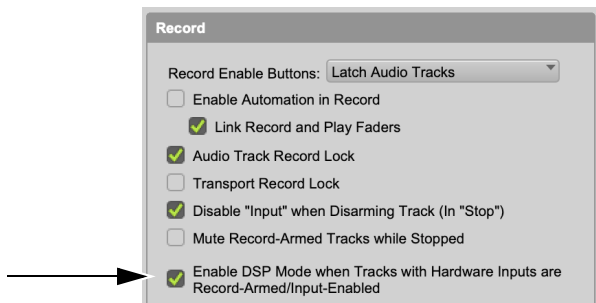 Record
Record Enable Buttons: Latch Audio Tracks
Enable Automation in Record
Link Record and Play Faders
Audio Track Record Lock
Transport Record Lock
Disable "Input" when Disarming Track (In "Stop")
Mute Record-Armed Tracks while Stopped
Enable DSP Mode when Tracks with Hardware Inputs are
Record-Armed/Input-Enabled